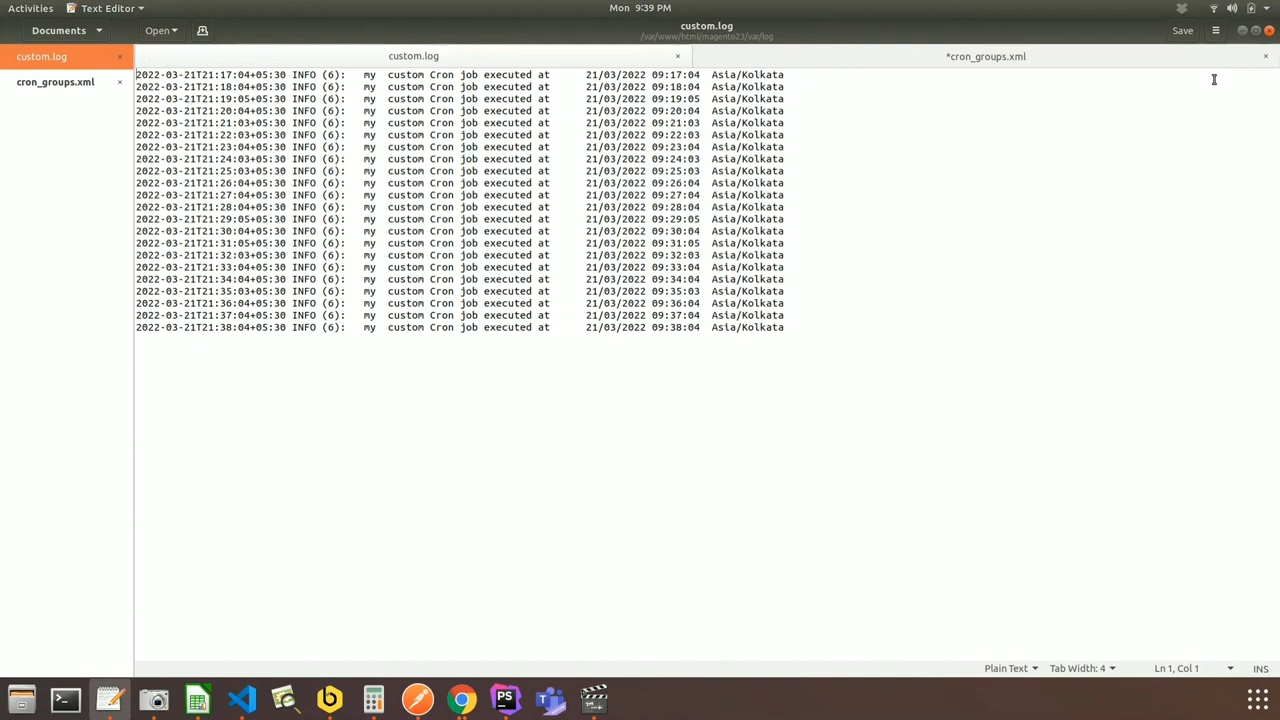 Activities Text Editor Mon 9:39 PM
Documents Open custom.log Save
/var/www/html/magento23/var/log
custom.log × custom.log × *cron_groups.xml ×
cron_groups.xml ×
2022-03-21T21:17:04+05:30 INFO (6): my custom Cron job executed at 21/03/2022 09:17:04 Asia/Kolkata
2022-03-21T21:18:04+05:30 INFO (6): my custom Cron job executed at 21/03/2022 09:18:04 Asia/Kolkata
2022-03-21T21:19:05+05:30 INFO (6): my custom Cron job executed at 21/03/2022 09:19:05 Asia/Kolkata
2022-03-21T21:20:04+05:30 INFO (6): my custom Cron job executed at 21/03/2022 09:20:04 Asia/Kolkata
2022-03-21T21:21:03+05:30 INFO (6): my custom Cron job executed at 21/03/2022 09:21:03 Asia/Kolkata
2022-03-21T21:22:03+05:30 INFO (6): my custom Cron job executed at 21/03/2022 09:22:03 Asia/Kolkata
2022-03-21T21:23:04+05:30 INFO (6): my custom Cron job executed at 21/03/2022 09:23:04 Asia/Kolkata
2022-03-21T21:24:03+05:30 INFO (6): my custom Cron job executed at 21/03/2022 09:24:03 Asia/Kolkata
2022-03-21T21:25:03+05:30 INFO (6): my custom Cron job executed at 21/03/2022 09:25:03 Asia/Kolkata
2022-03-21T21:26:04+05:30 INFO (6): my custom Cron job executed at 21/03/2022 09:26:04 Asia/Kolkata
2022-03-21T21:27:04+05:30 INFO (6): my custom Cron job executed at 21/03/2022 09:27:04 Asia/Kolkata
2022-03-21T21:28:04+05:30 INFO (6): my custom Cron job executed at 21/03/2022 09:28:04 Asia/Kolkata
2022-03-21T21:29:05+05:30 INFO (6): my custom Cron job executed at 21/03/2022 09:29:05 Asia/Kolkata
2022-03-21T21:30:04+05:30 INFO (6): my custom Cron job executed at 21/03/2022 09:30:04 Asia/Kolkata
2022-03-21T21:31:05+05:30 INFO (6): my custom Cron job executed at 21/03/2022 09:31:05 Asia/Kolkata
2022-03-21T21:32:03+05:30 INFO (6): my custom Cron job executed at 21/03/2022 09:32:03 Asia/Kolkata
2022-03-21T21:33:04+05:30 INFO (6): my custom Cron job executed at 21/03/2022 09:33:04 Asia/Kolkata
2022-03-21T21:34:04+05:30 INFO (6): my custom Cron job executed at 21/03/2022 09:34:04 Asia/Kolkata
2022-03-21T21:35:03+05:30 INFO (6): my custom Cron job executed at 21/03/2022 09:35:03 Asia/Kolkata
2022-03-21T21:36:04+05:30 INFO (6): my custom Cron job executed at 21/03/2022 09:36:04 Asia/Kolkata
2022-03-21T21:37:04+05:30 INFO (6): my custom Cron job executed at 21/03/2022 09:37:04 Asia/Kolkata
2022-03-21T21:38:04+05:30 INFO (6): my custom Cron job executed at 21/03/2022 09:38:04 Asia/Kolkata
Plain Text Tab Width: 4 Ln 1, Col 1 INS
PS